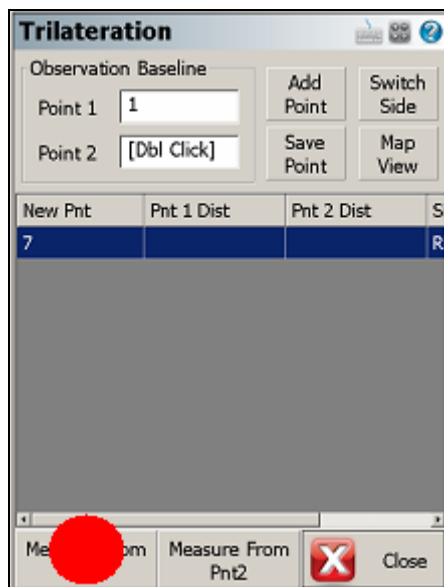 Trilateration
Observation Baseline
Point 1 1
Point 2 [Dbl Click]
Add
Point
Switch
Side
Save
Point
Map
View
New Pnt Pnt 1 Dist Pnt 2 Dist S
7 R
Measure From
Pnt2
Close